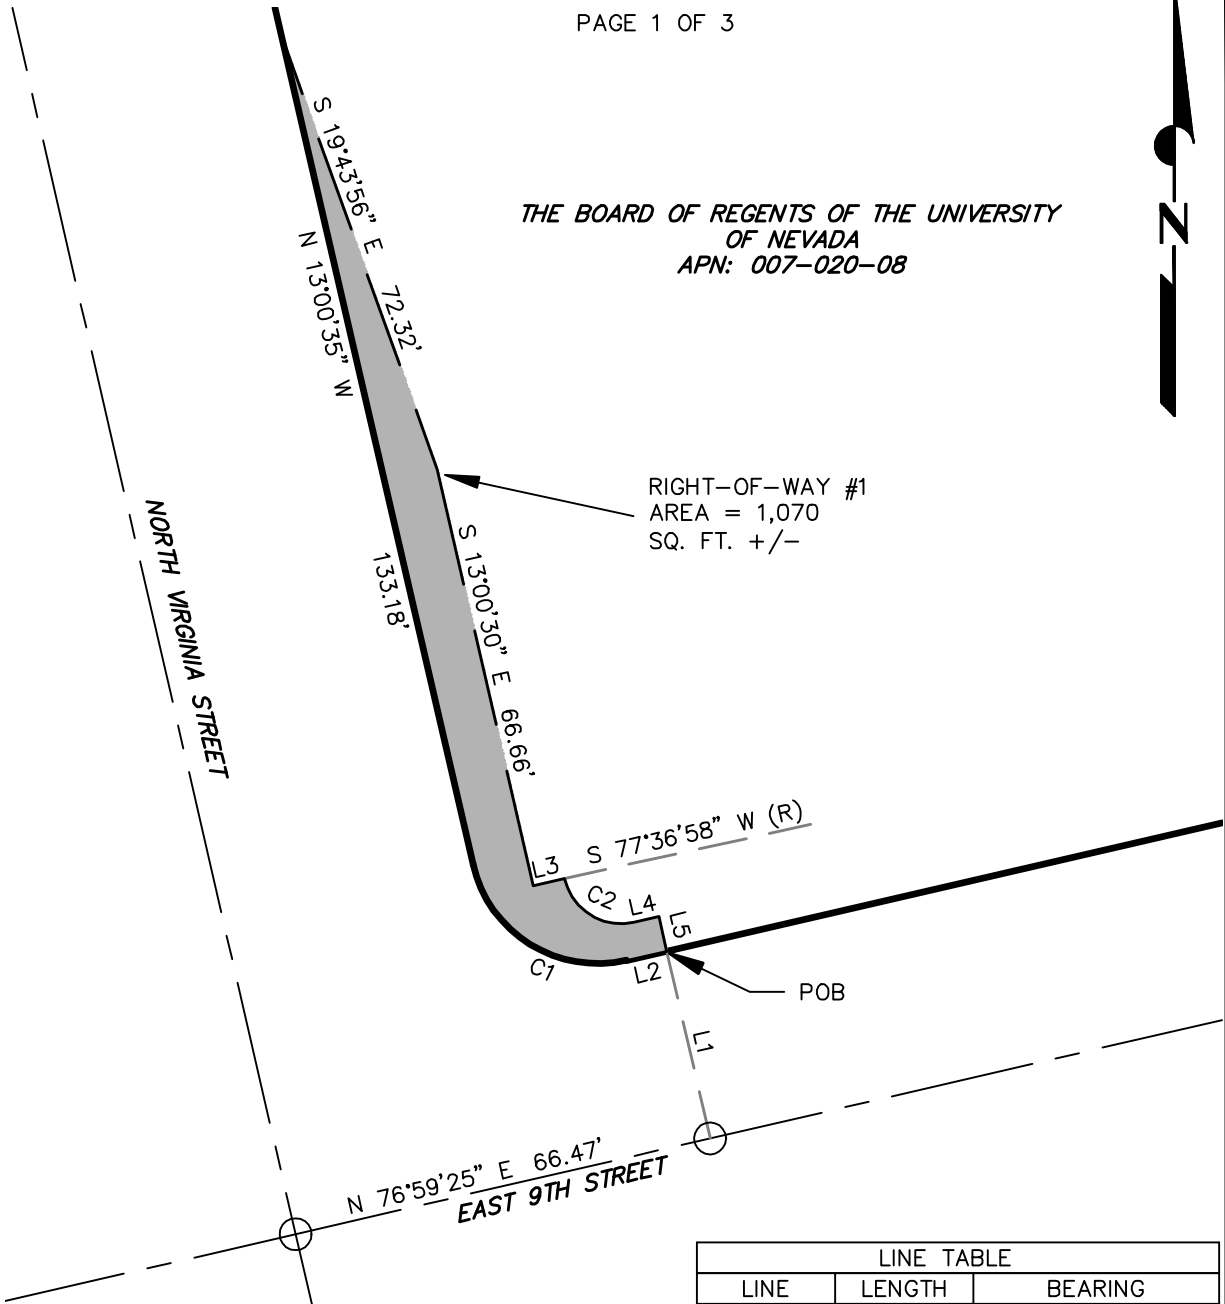 PAGE 1 OF 3
S 19°43'56" E 72.32'
N 13°00'35" W 133.18'
THE BOARD OF REGENTS OF THE UNIVERSITY
OF NEVADA
APN: 007-020-08
N
RIGHT-OF-WAY #1
AREA = 1,070
SQ. FT. +/-
NORTH VIRGINIA STREET
S 13°00'30" E 66.66'
S 77°36'58" W (R)
L3
C2
L4
L5
C1
L2
POB
L1
N 76°59'25" E 66.47'
EAST 9TH STREET
LINE TABLE
LINE LENGTH BEARING